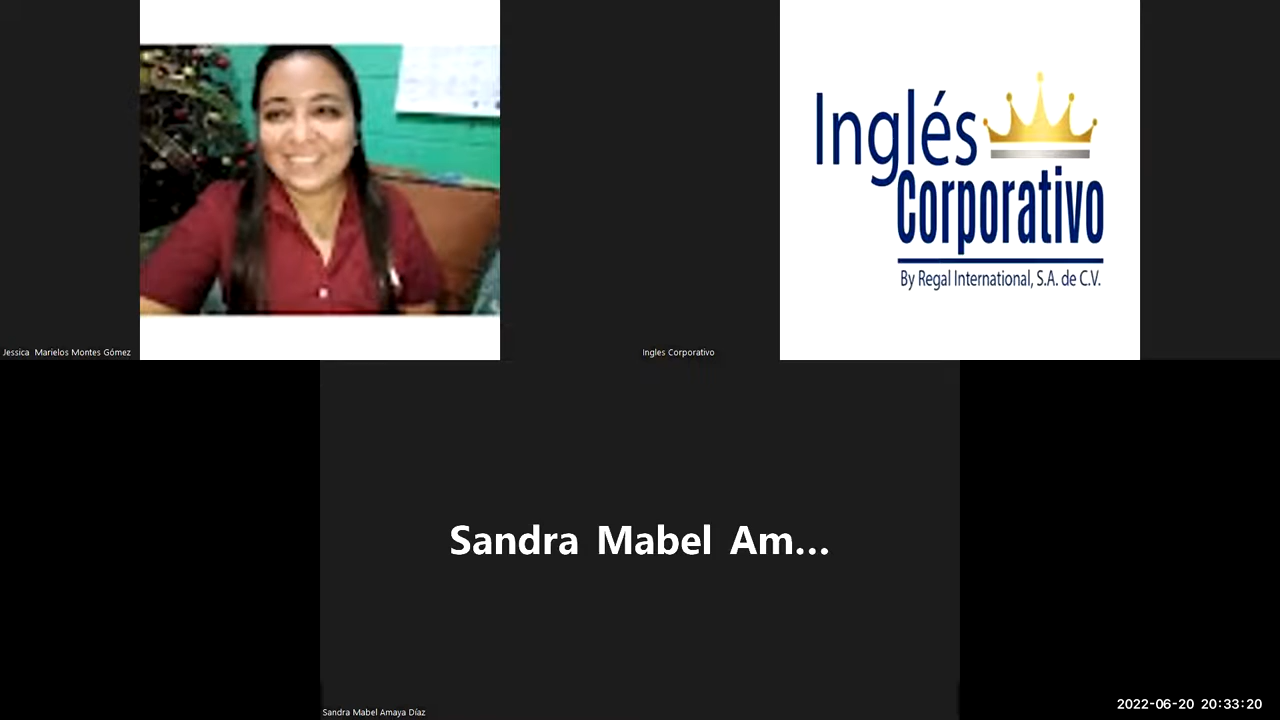 Inglés
Corporativo
By Regal International, S.A. de C.V.
Jessica Marielos Montes Gómez
Ingles Corporativo
Sandra Mabel Am...
Sandra Mabel Amaya Díaz
2022-06-20 20:33:20